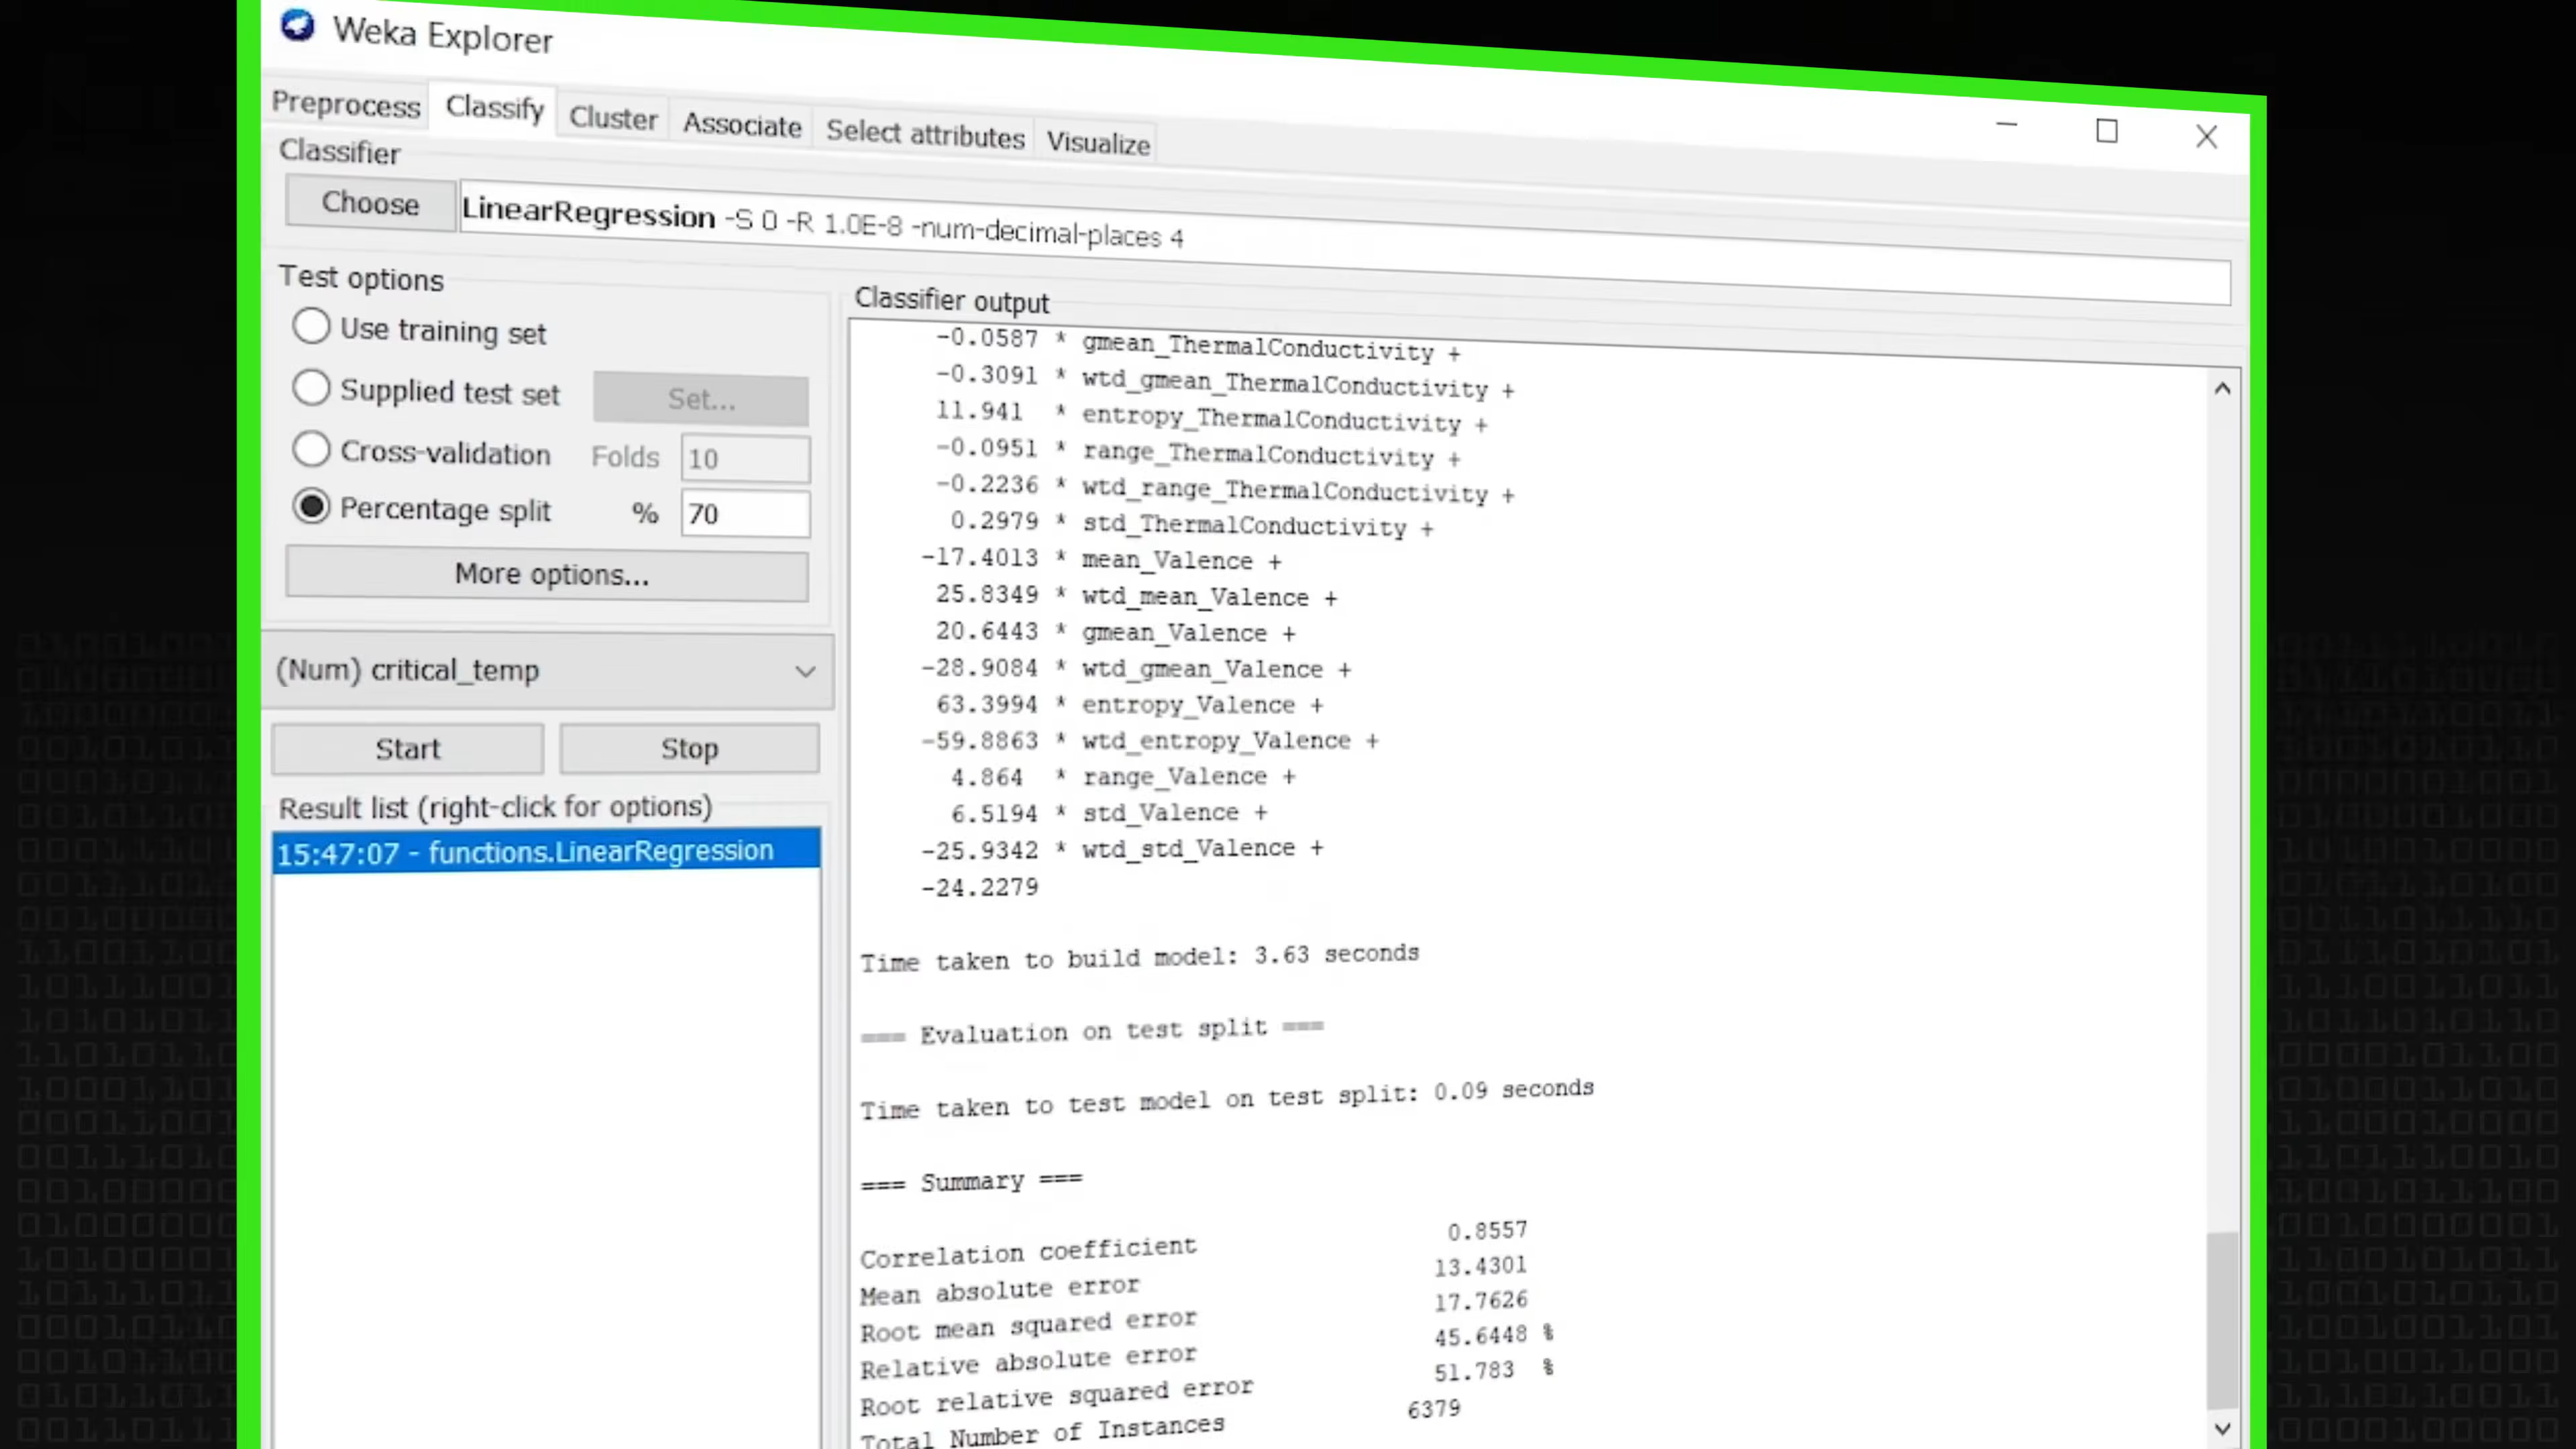 Weka Explorer
Preprocess Classify Cluster Associate Select attributes Visualize
Classifier
Choose LinearRegression -S 0 -R 1.0E-8 -num-decimal-places 4
Test options
Use training set
Supplied test set Set...
Cross-validation Folds 10
Percentage split % 70
More options...
(Num) critical_temp
Start Stop
Result list (right-click for options)
15:47:07 - functions.LinearRegression
Classifier output
-0.0587 * gmean_ThermalConductivity +
-0.3091 * wtd_gmean_ThermalConductivity +
11.941 * entropy_ThermalConductivity +
-0.0951 * range_ThermalConductivity +
-0.2236 * wtd_range_ThermalConductivity +
0.2979 * std_ThermalConductivity +
-17.4013 * mean_Valence +
25.8349 * wtd_mean_Valence +
20.6443 * gmean_Valence +
-28.9084 * wtd_gmean_Valence +
63.3994 * entropy_Valence +
-59.8863 * wtd_entropy_Valence +
4.864 * range_Valence +
6.5194 * std_Valence +
-25.9342 * wtd_std_Valence +
-24.2279
Time taken to build model: 3.63 seconds
=== Evaluation on test split ===
Time taken to test model on test split: 0.09 seconds
=== Summary ===
Correlation coefficient 0.8557
Mean absolute error 13.4301
Root mean squared error 17.7626
Relative absolute error 45.6448 %
Root relative squared error 51.783 %
Total Number of Instances 6379